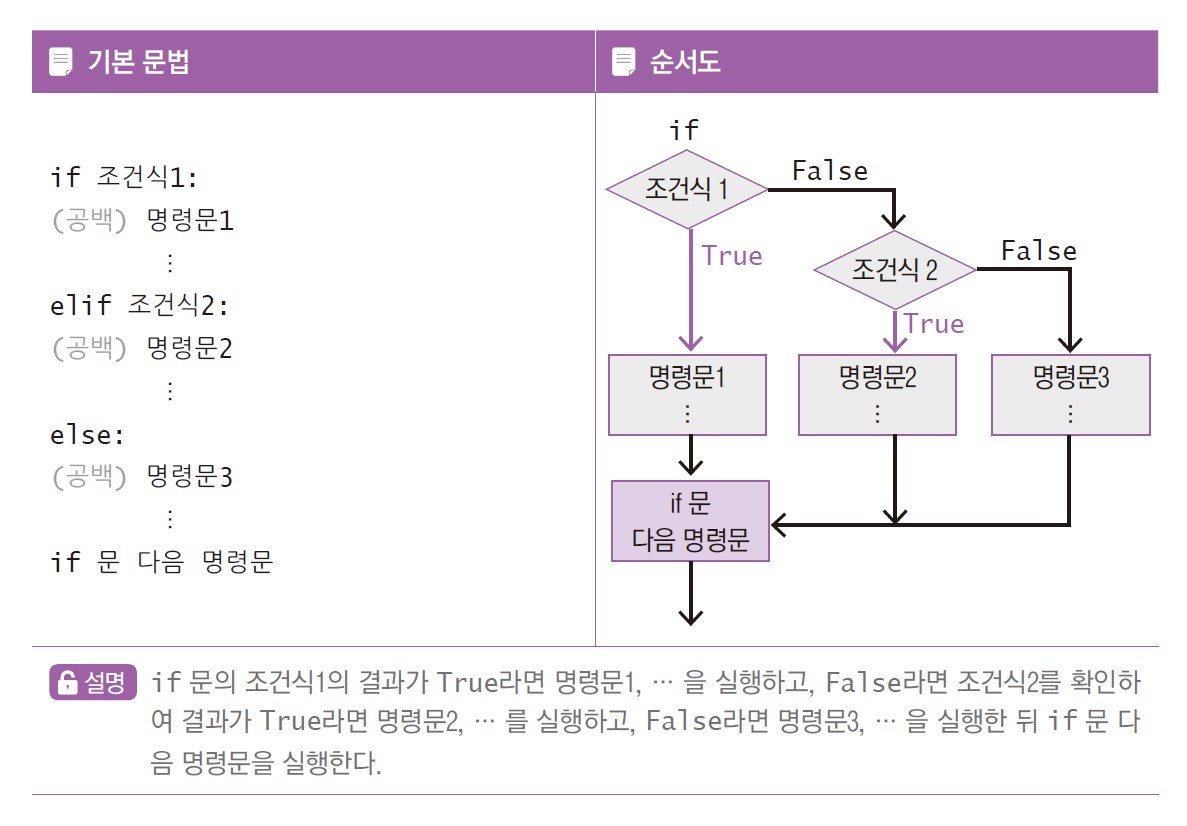 기본 문법
순서도
if 조건식1:
(공백) 명령문1
⋮
elif 조건식2:
(공백) 명령문2
⋮
else:
(공백) 명령문3
⋮
if 문 다음 명령문
if
조건식 1
False
True
조건식 2
False
True
명령문1
⋮
명령문2
⋮
명령문3
⋮
if 문
다음 명령문
설명 if 문의 조건식1의 결과가 True라면 명령문1, … 을 실행하고, False라면 조건식2를 확인하
여 결과가 True라면 명령문2, … 를 실행하고, False라면 명령문3, … 을 실행한 뒤 if 문 다
음 명령문을 실행한다.